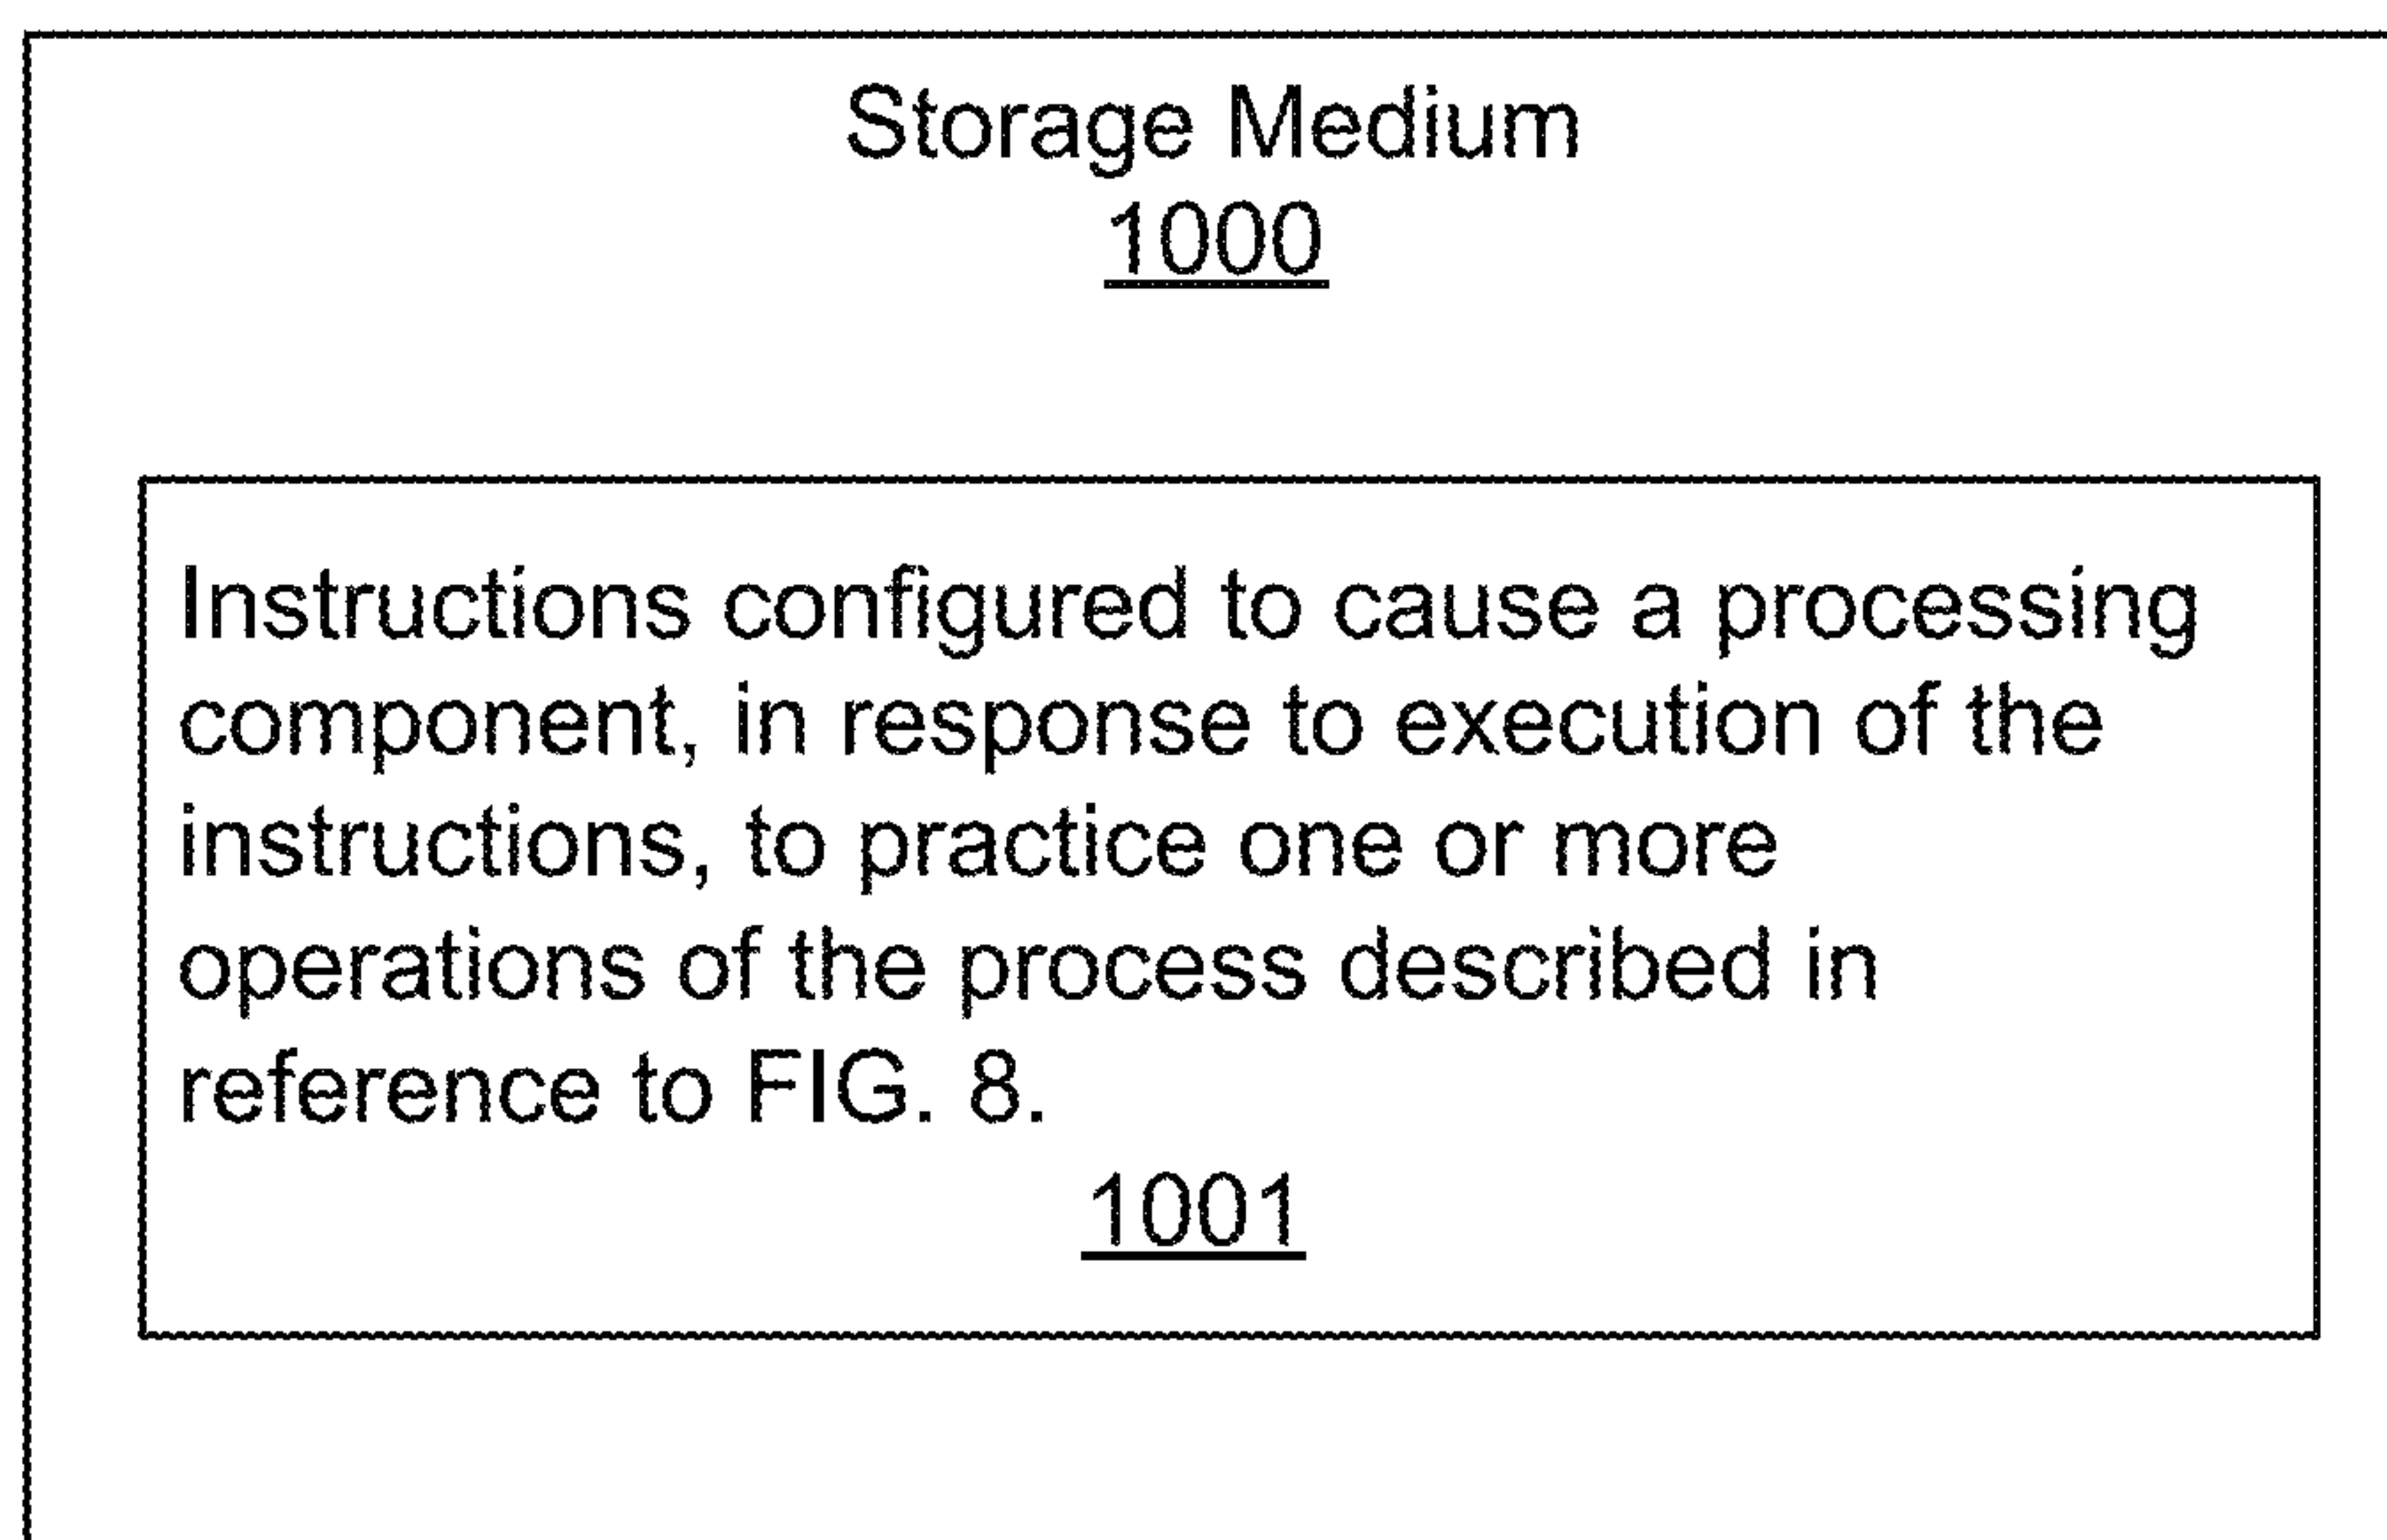 Storage Medium
1000
Instructions configured to cause a processing
component, in response to execution of the
instructions, to practice one or more
operations of the process described in
reference to FIG. 8.
1001